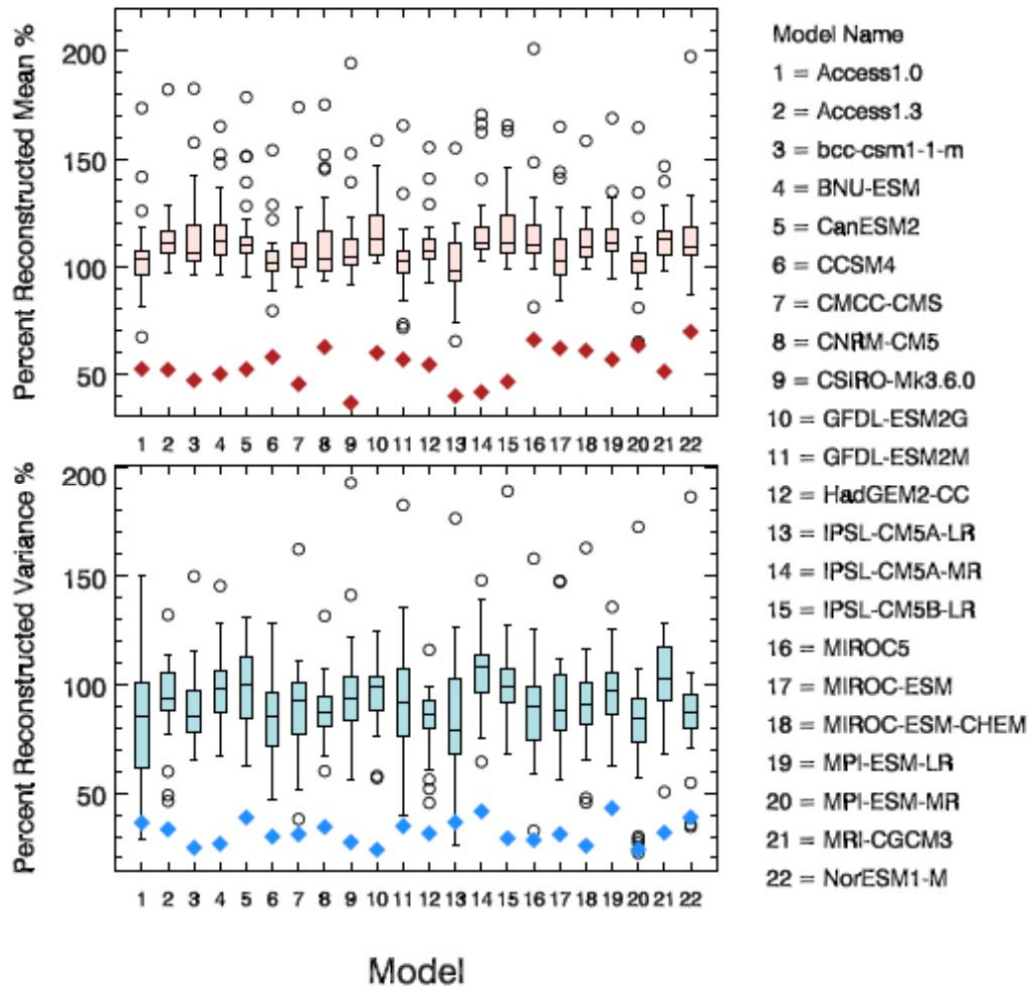 Percent Reconstructed Mean %
200
150
100
50
1 2 3 4 5 6 7 8 9 10 11 12 13 14 15 16 17 18 19 20 21 22
Percent Reconstructed Variance %
200
150
100
50
1 2 3 4 5 6 7 8 9 10 11 12 13 14 15 16 17 18 19 20 21 22
Model
Model Name
1 = Access1.0
2 = Access1.3
3 = bcc-csm1-1-m
4 = BNU-ESM
5 = CanESM2
6 = CCSM4
7 = CMCC-CMS
8 = CNRM-CM5
9 = CSIRO-Mk3.6.0
10 = GFDL-ESM2G
11 = GFDL-ESM2M
12 = HadGEM2-CC
13 = IPSL-CM5A-LR
14 = IPSL-CM5A-MR
15 = IPSL-CM5B-LR
16 = MIROC5
17 = MIROC-ESM
18 = MIROC-ESM-CHEM
19 = MPI-ESM-LR
20 = MPI-ESM-MR
21 = MRI-CGCM3
22 = NorESM1-M